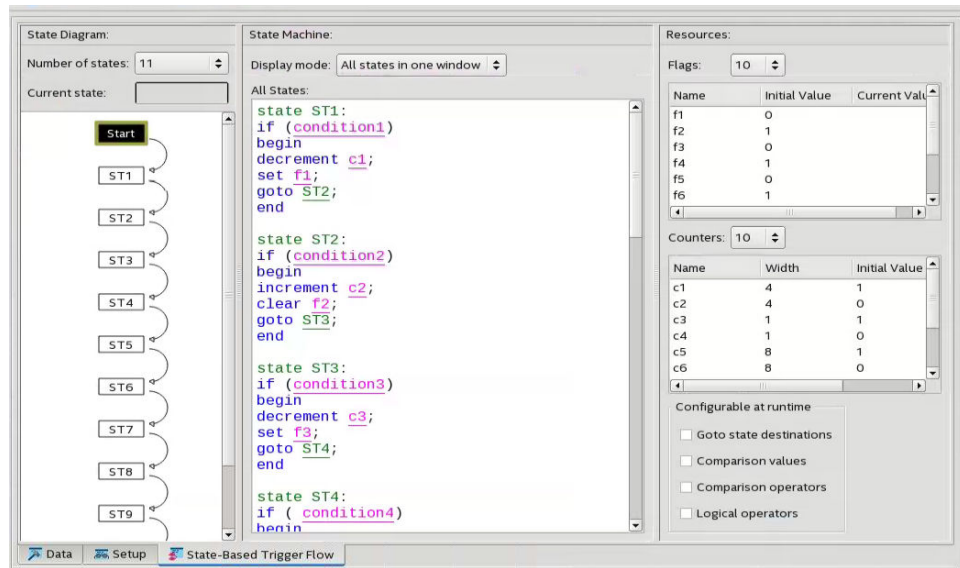 State Diagram:
Number of states: 11
Current state:
Start
ST1
ST2
ST3
ST4
ST5
ST6
ST7
ST8
ST9
State Machine:
Display mode: All states in one window
All States:
state ST1:
if (condition1)
begin
decrement c1;
set f1;
goto ST2;
end
state ST2:
if (condition2)
begin
increment c2;
clear f2;
goto ST3;
end
state ST3:
if (condition3)
begin
decrement c3;
set f3;
goto ST4;
end
state ST4:
if ( condition4)
begin
Resources:
Flags: 10
Name Initial Value Current Valu
f1 0
f2 1
f3 0
f4 1
f5 0
f6 1
Counters: 10
Name Width Initial Value
c1 4 1
c2 4 0
c3 1 1
c4 1 0
c5 8 1
c6 8 0
Configurable at runtime
Goto state destinations
Comparison values
Comparison operators
Logical operators
Data Setup State-Based Trigger Flow